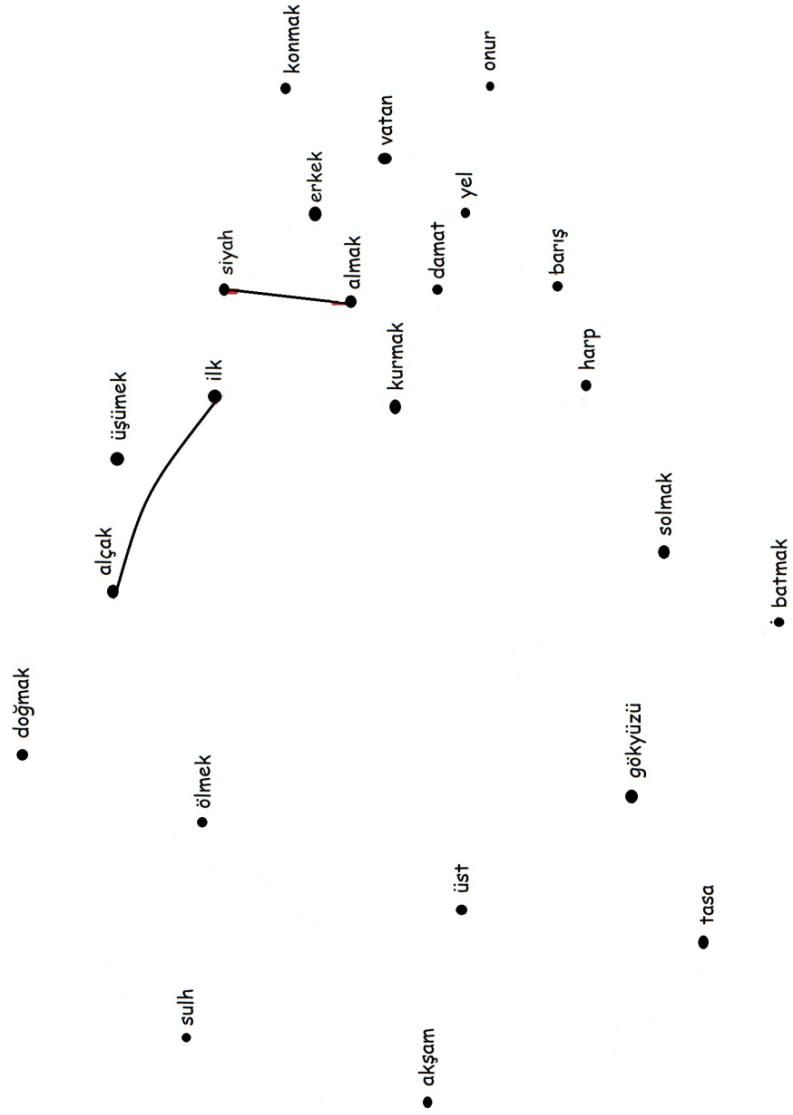 doğmak
alçak
üşümek
sulh
ölmek
ilk
siyah
konmak
erkek
almak
vatan
kurmak
akşam
damat
üst
yel
onur
barış
harp
gökyüzü
solmak
tasa
batmak